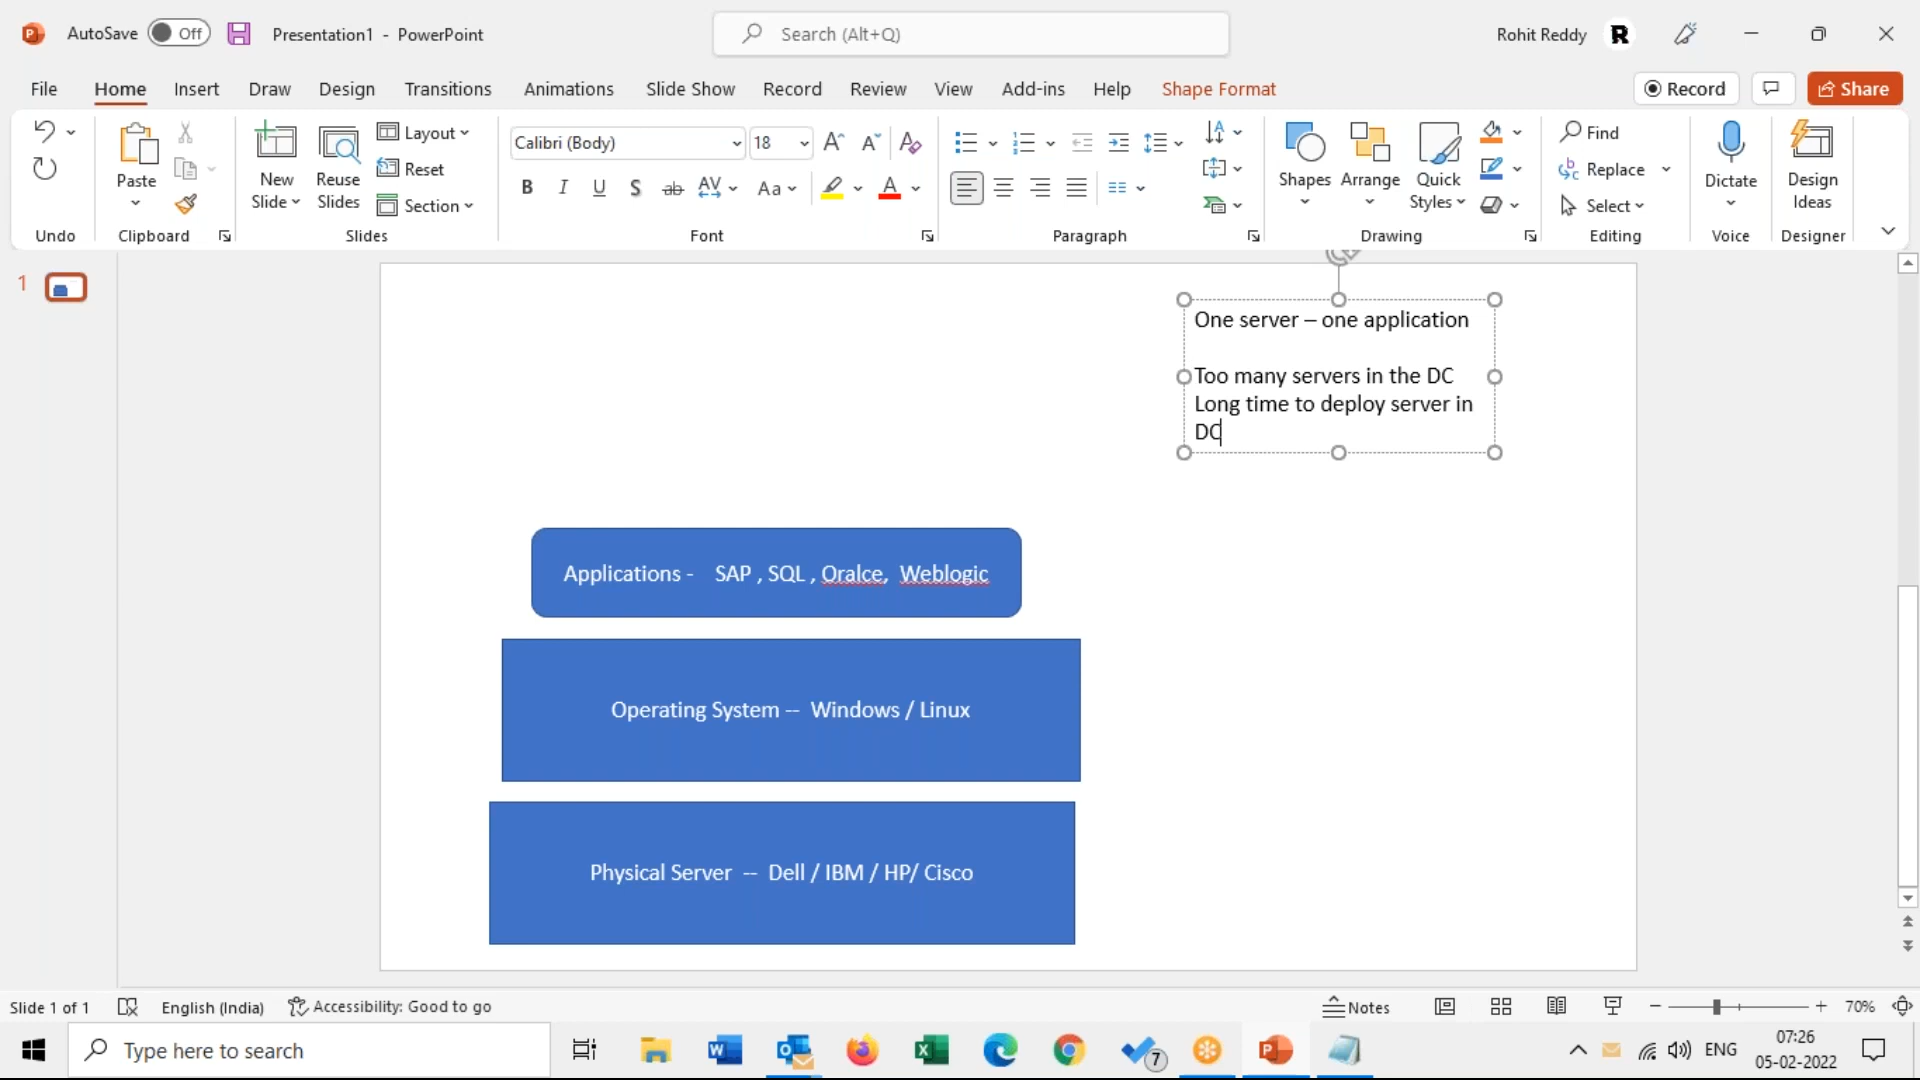 AutoSave Off Presentation1 - PowerPoint Search (Alt+Q) Rohit Reddy
File Home Insert Draw Design Transitions Animations Slide Show Record Review View Add-ins Help Shape Format Record Share
Paste New Slide Reuse Slides Layout Reset Section
Calibri (Body) 18
Shapes Arrange Quick Styles
Find
Replace
Select
Dictate Design Ideas
Undo Clipboard Slides Font Paragraph Drawing Editing Voice Designer
1
One server – one application
Too many servers in the DC
Long time to deploy server in
DC
Applications - SAP , SQL , Oralce, Weblogic
Operating System -- Windows / Linux
Physical Server -- Dell / IBM / HP/ Cisco
Slide 1 of 1 English (India) Accessibility: Good to go Notes 70%
Type here to search 7 ENG 07:26
05-02-2022